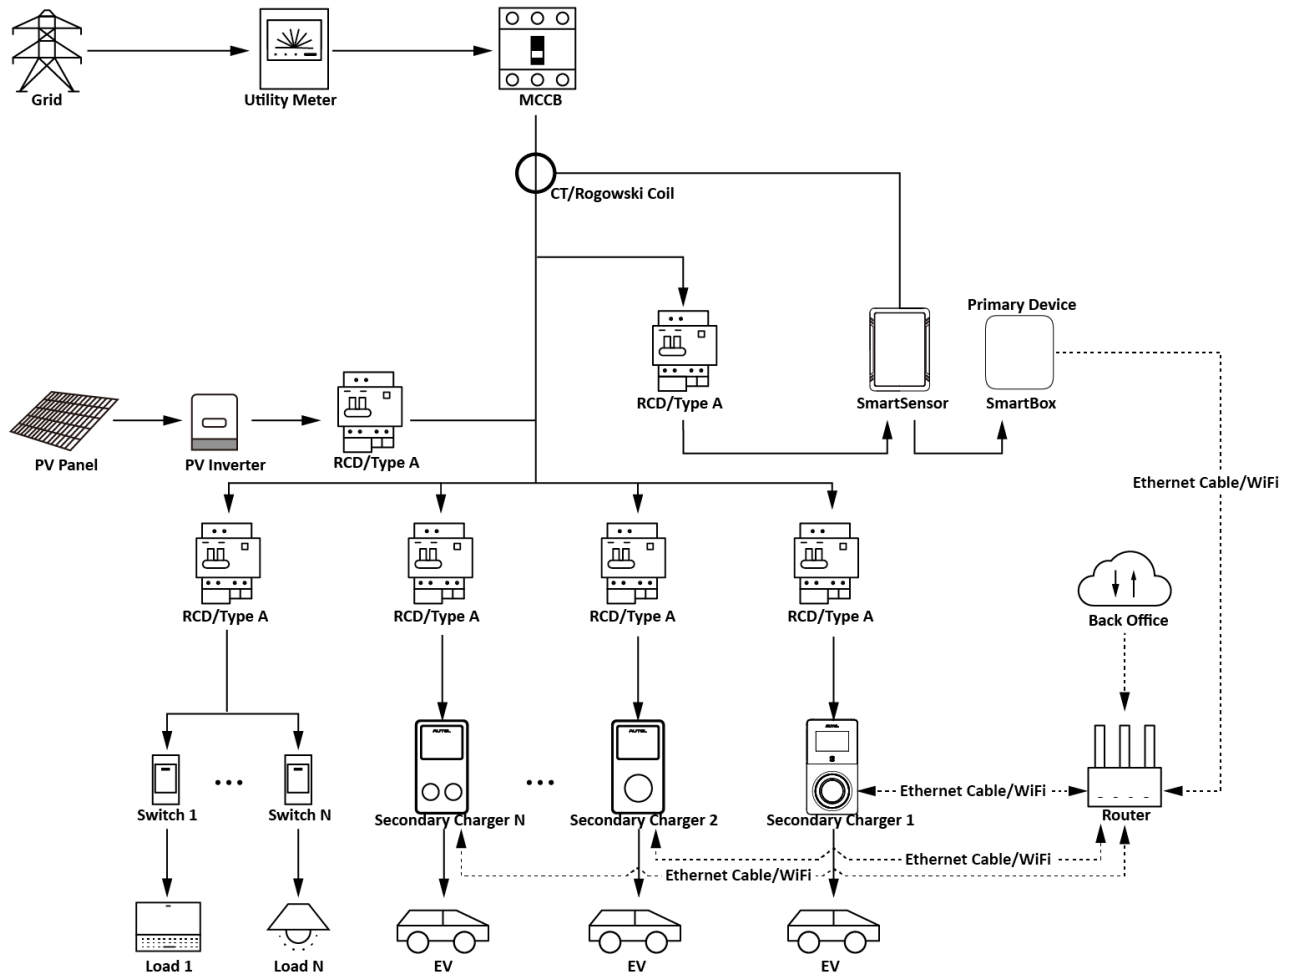 Grid
Utility Meter
MCCB
CT/Rogowski Coil
Primary Device
RCD/Type A
SmartSensor
SmartBox
PV Panel
PV Inverter
RCD/Type A
Ethernet Cable/WiFi
RCD/Type A
RCD/Type A
RCD/Type A
RCD/Type A
Back Office
AUTEL
AUTEL
AUTEL
Switch 1
Switch N
Secondary Charger N
Secondary Charger 2
Secondary Charger 1
Ethernet Cable/WiFi
Router
Ethernet Cable/WiFi
Ethernet Cable/WiFi
Load 1
Load N
EV
EV
EV